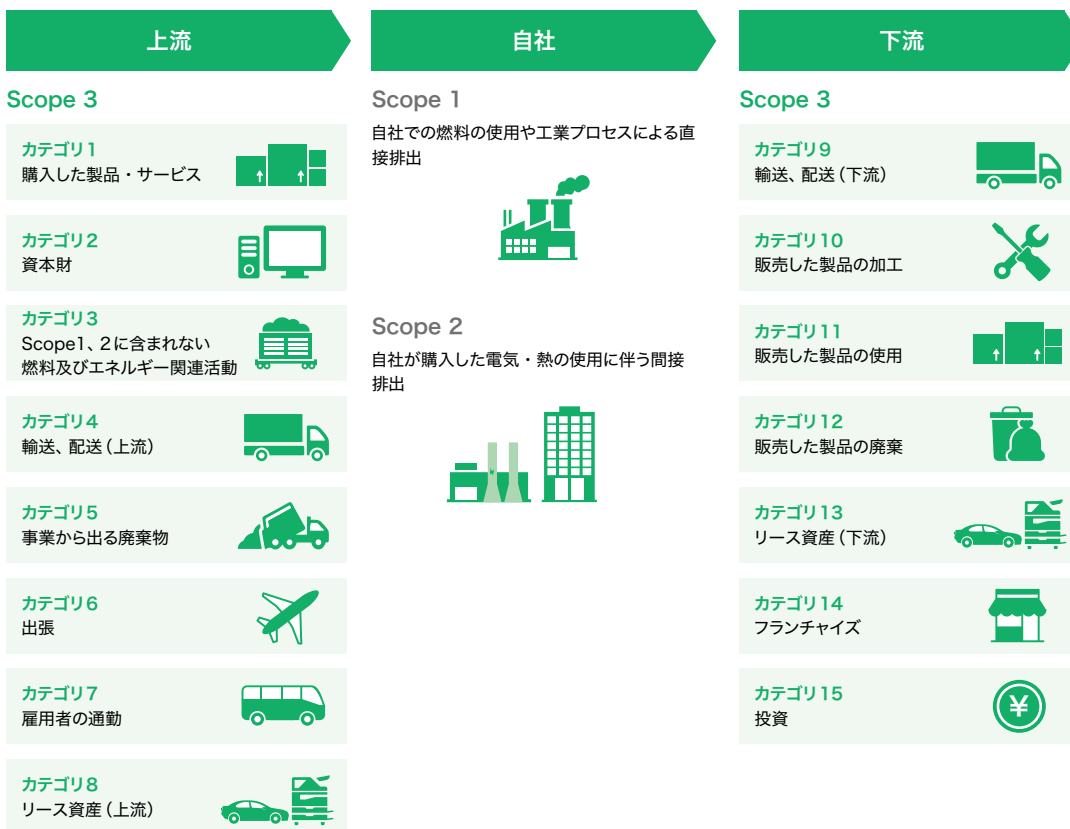 上流
Scope 3
カテゴリ1
購入した製品・サービス
カテゴリ2
資本財
カテゴリ3
Scope1、2に含まれない
燃料及びエネルギー関連活動
カテゴリ4
輸送、配送（上流）
カテゴリ5
事業から出る廃棄物
カテゴリ6
出張
カテゴリ7
雇用者の通勤
カテゴリ8
リース資産（上流）
自社
Scope 1
自社での燃料の使用や工業プロセスによる直
接排出
Scope 2
自社が購入した電気・熱の使用に伴う間接
排出
下流
Scope 3
カテゴリ9
輸送、配送（下流）
カテゴリ10
販売した製品の加工
カテゴリ11
販売した製品の使用
カテゴリ12
販売した製品の廃棄
カテゴリ13
リース資産（下流）
カテゴリ14
フランチャイズ
カテゴリ15
投資
¥